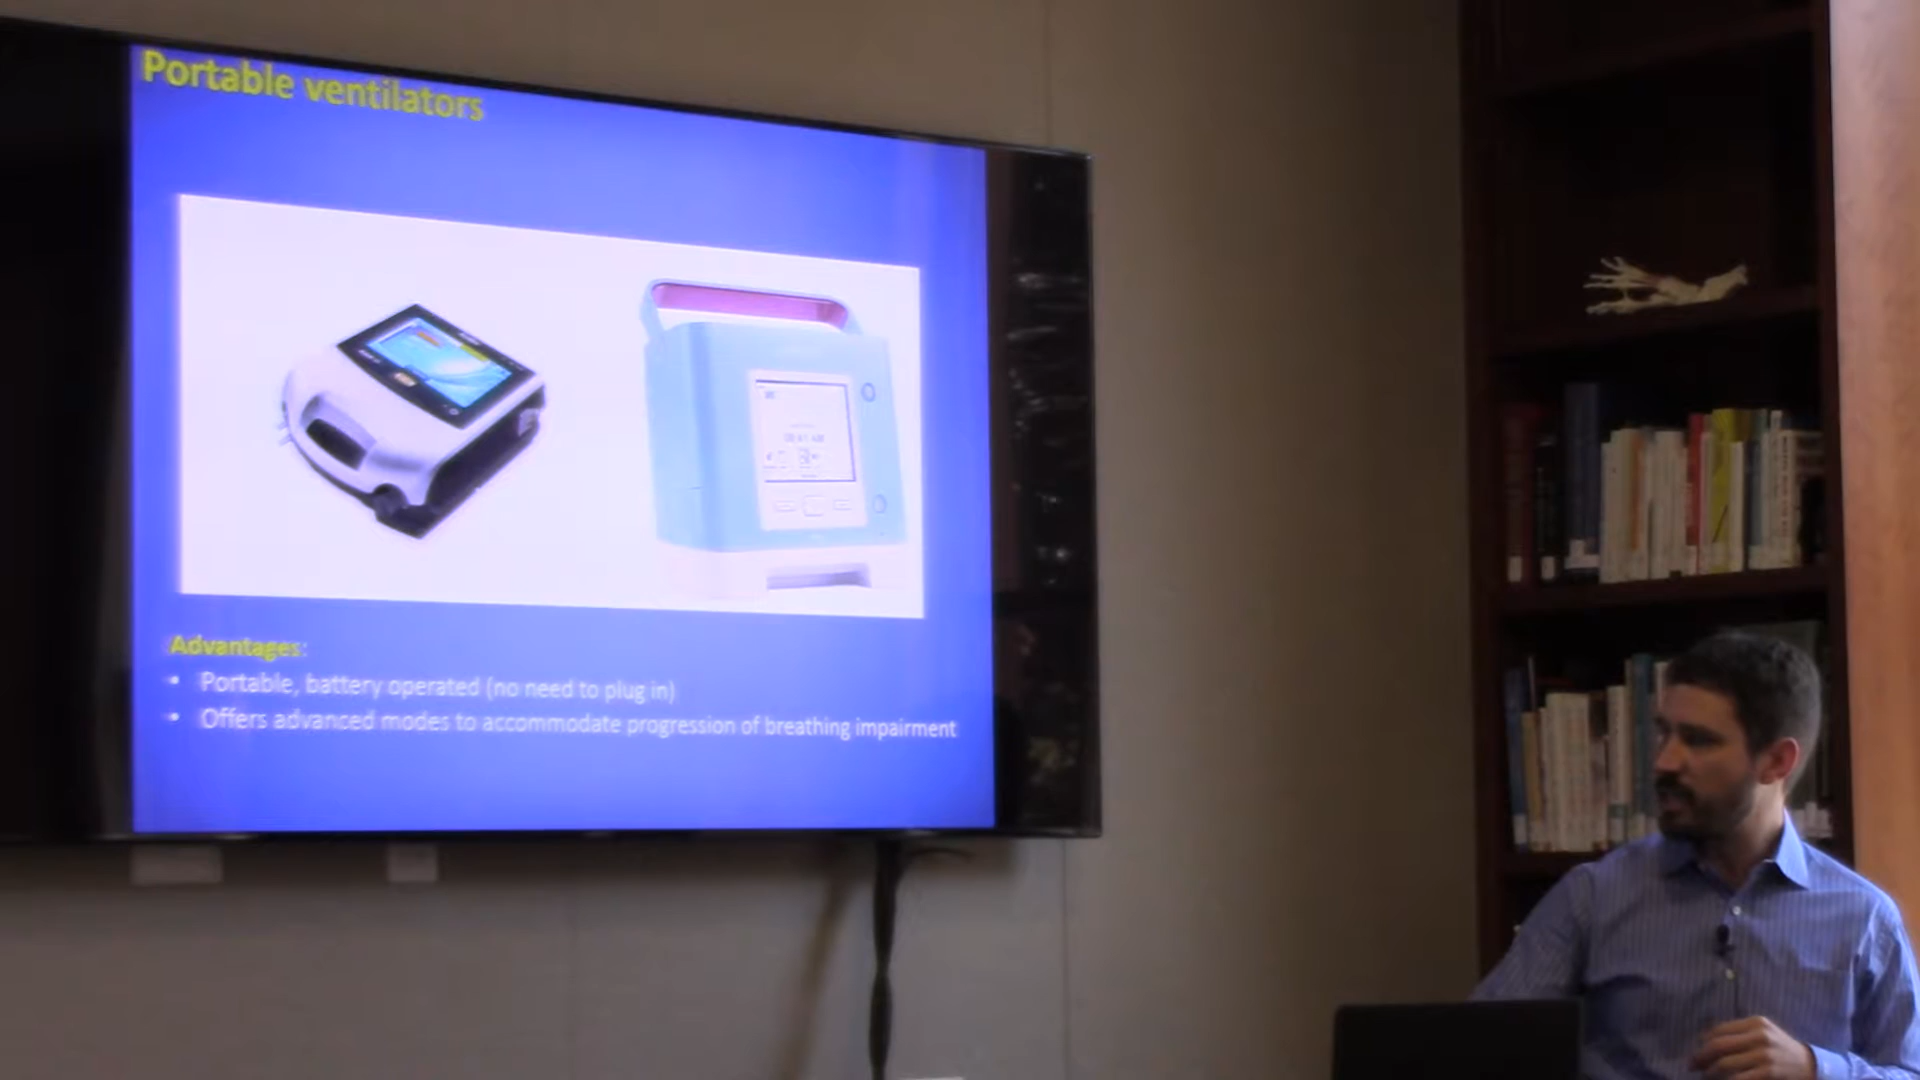 Portable ventilators
Advantages:
• Portable, battery operated (no need to plug in)
• Offers advanced modes to accommodate progression of breathing impairment